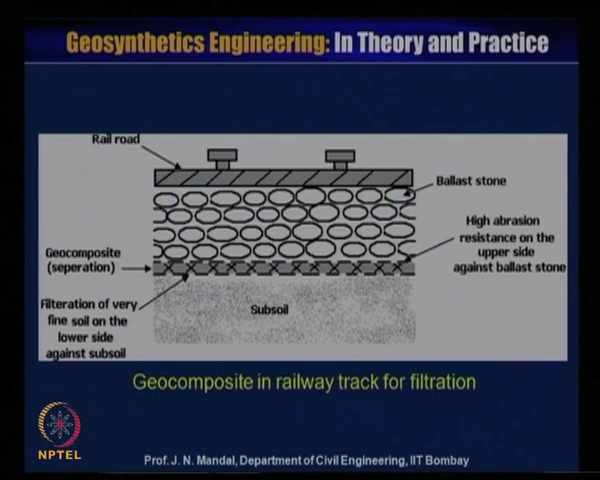 Geosynthetics Engineering: In Theory and Practice
Rail road
Ballast stone
High abrasion
resistance on the
upper side
against ballast stone
Geocomposite
(seperation)
Filteration of very
fine soil on the
lower side
against subsoil
Subsoil
Geocomposite in railway track for filtration
NPTEL
Prof. J. N. Mandal, Department of Civil Engineering, IIT Bombay